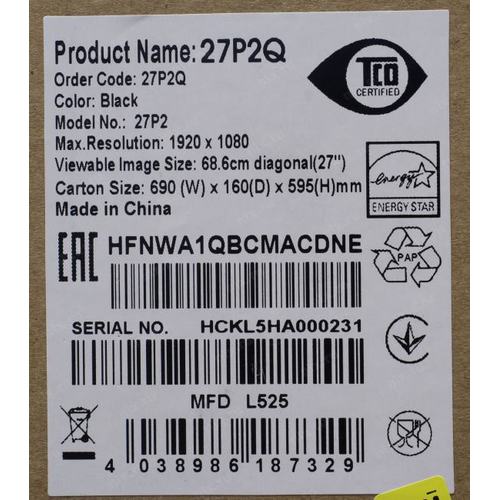 Product Name: 27P2Q
Order Code: 27P2Q
Color: Black
Model No.: 27P2
Max.Resolution: 1920 x 1080
Viewable Image Size: 68.6cm diagonal(27")
Carton Size: 690 (W) x 160(D) x 595(H)mm
Made in China
TCO
CERTIFIED
energy
ENERGY STAR
PAP
EAC
HFNWA1QBCMACDNE
SERIAL NO. HCKL5HA000231
MFD L525
4 038986 187329